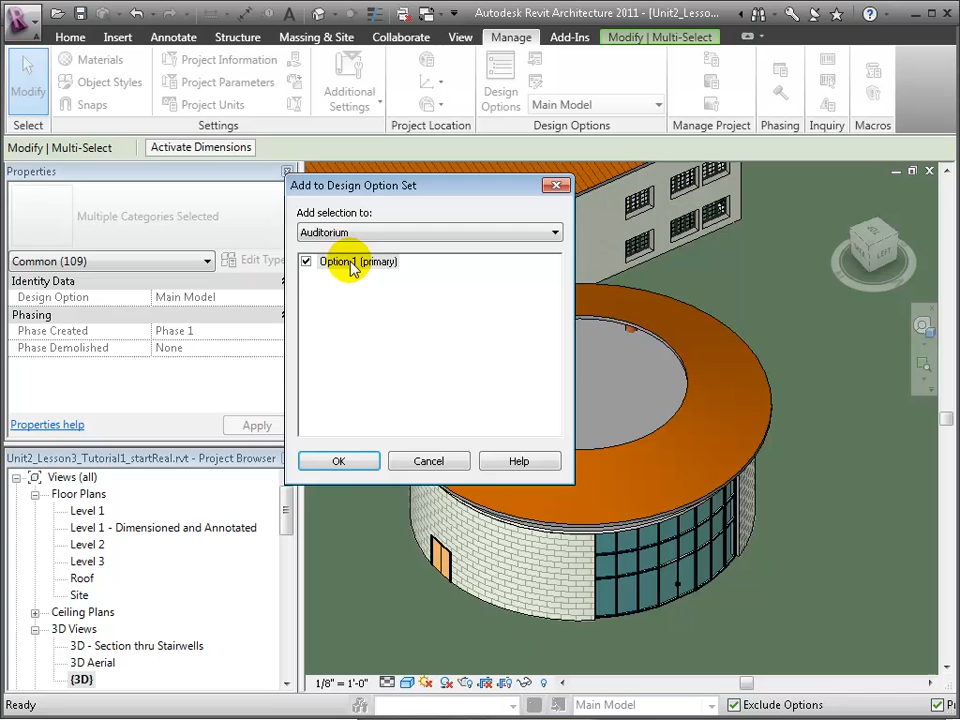 Autodesk Revit Architecture 2011 - [Unit2_Lesso...
Home Insert Annotate Structure Massing & Site Collaborate View Manage Add-Ins Modify | Multi-Select
Modify
Materials
Object Styles
Snaps
Project Information
Project Parameters
Project Units
Additional Settings
Design Options
Main Model
Select Settings Project Location Design Options Manage Project Phasing Inquiry Macros
Modify | Multi-Select Activate Dimensions
Properties
Multiple Categories Selected
Common (109) Edit Type
Identity Data
Design Option Main Model
Phasing
Phase Created Phase 1
Phase Demolished None
Properties help Apply
Add to Design Option Set
Add selection to:
Auditorium
Option 1 (primary)
OK Cancel Help
Unit2_Lesson3_Tutorial1_startReal.rvt - Project Browser
Views (all)
Floor Plans
Level 1
Level 1 - Dimensioned and Annotated
Level 2
Level 3
Roof
Site
Ceiling Plans
3D Views
3D - Section thru Stairwells
3D Aerial
{3D}
1/8" = 1'-0"
Ready
Main Model Exclude Options